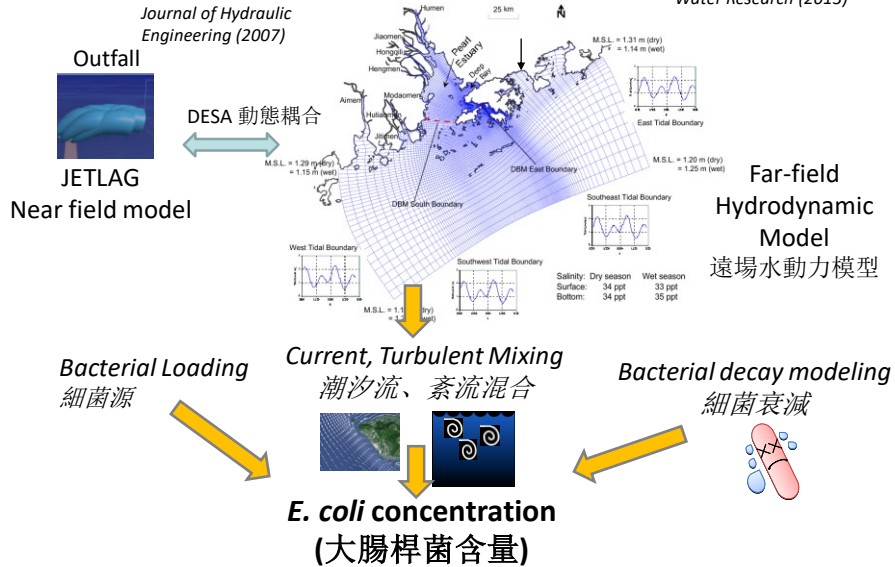 Journal of Hydraulic
Engineering (2007)
Water Research (2013)
Outfall
DESA 動態耦合
JETLAG
Near field model
Humen
Jiaomen
Hongqili
Hengmen
Pearl
Estuary
Deep
Bay
25 km
N
Modaomen
Aimen
Hutiaomen
Jitimen
M.S.L. = 1.31 m (dry)
= 1.14 m (wet)
East Tidal Boundary
M.S.L. = 1.29 m (dry)
= 1.15 m (wet)
DBM South Boundary
DBM East Boundary
M.S.L. = 1.20 m (dry)
= 1.25 m (wet)
Southeast Tidal Boundary
West Tidal Boundary
Southwest Tidal Boundary
Salinity: Dry season Wet season
Surface: 34 ppt 33 ppt
Bottom: 34 ppt 35 ppt
Far-field
Hydrodynamic
Model
遠場水動力模型
Bacterial Loading
細菌源
Current, Turbulent Mixing
潮汐流、紊流混合
Bacterial decay modeling
細菌衰減
E. coli concentration
(大腸桿菌含量)